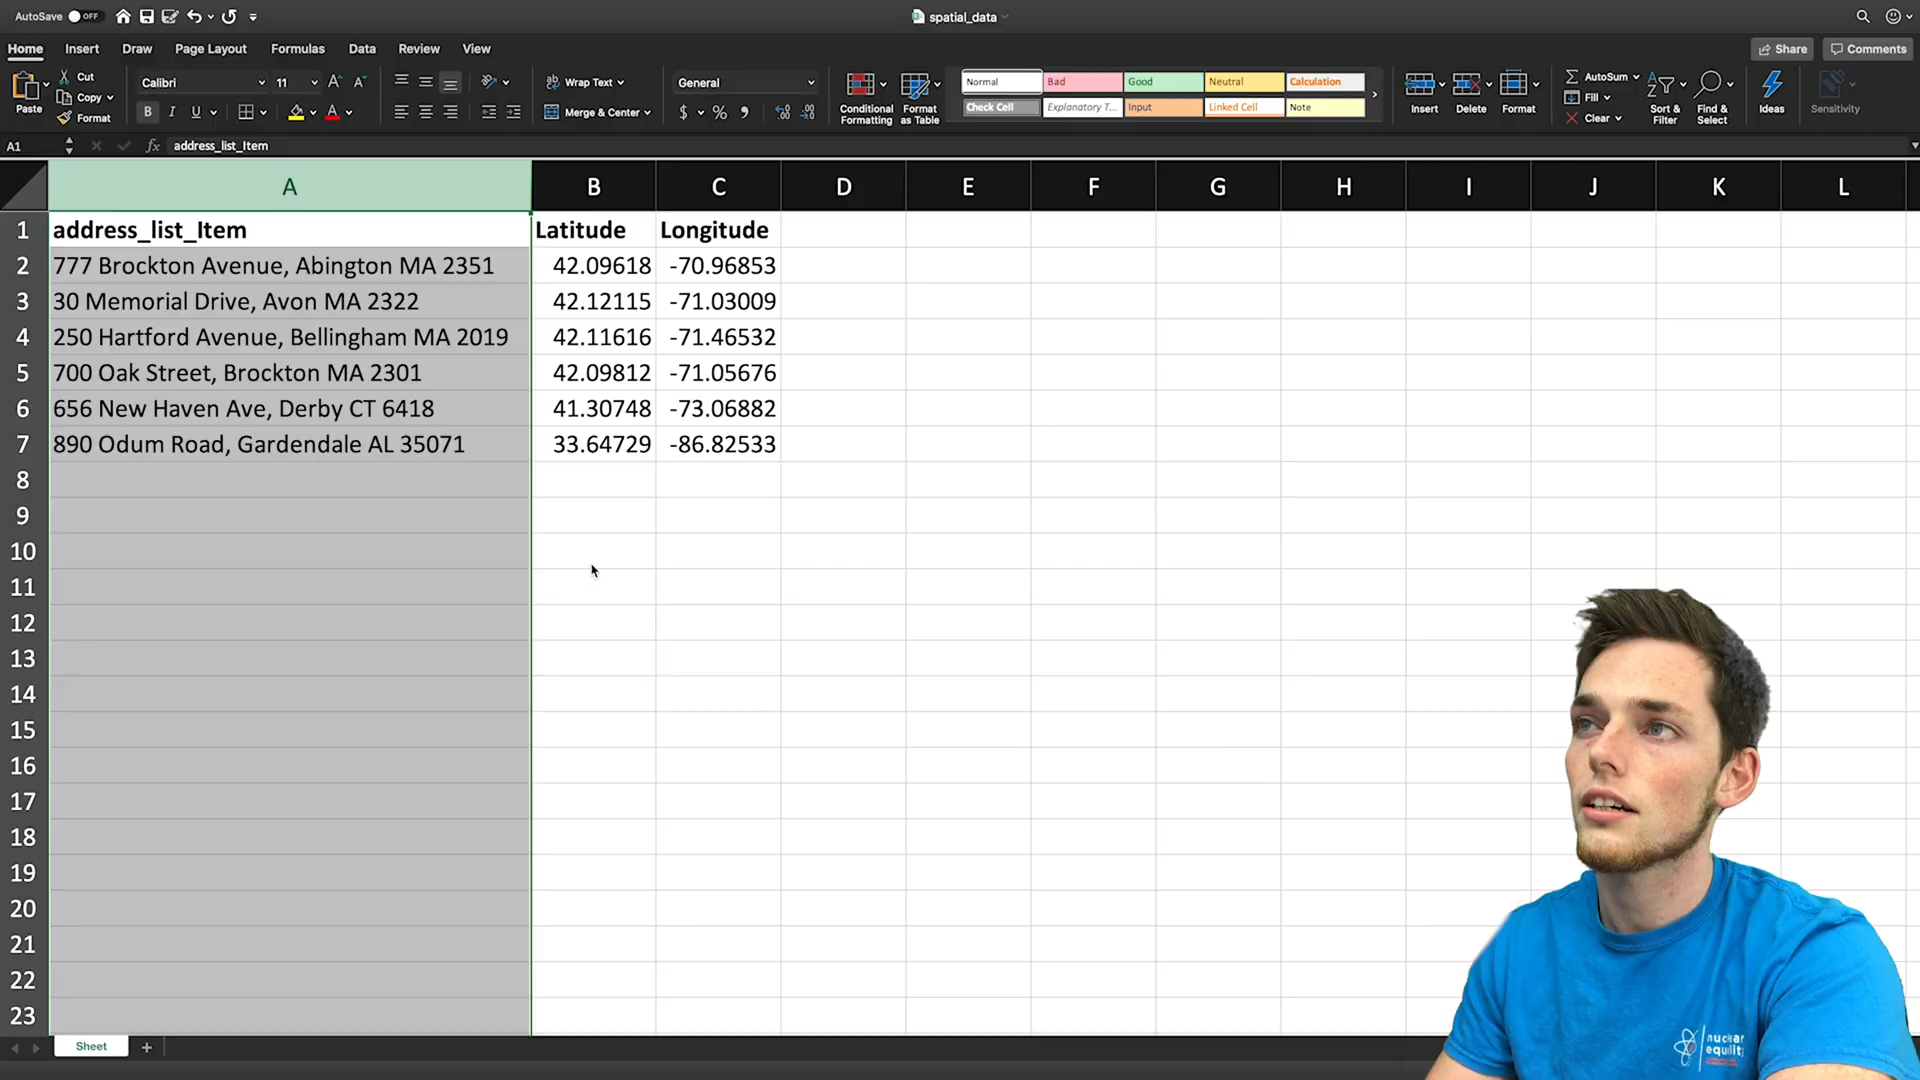 AutoSave OFF
spatial_data
Home Insert Draw Page Layout Formulas Data Review View
Share Comments
Paste
Cut
Copy
Format
Calibri 11
B I U
Wrap Text
Merge & Center
General
$ % ,
Conditional Formatting
Format as Table
Normal Bad Good Neutral Calculation
Check Cell Explanatory T... Input Linked Cell Note
Insert Delete Format
AutoSum
Fill
Clear
Sort & Filter
Find & Select
Ideas
Sensitivity
A1 fx address_list_Item
A B C D E F G H I J K L
1 address_list_Item Latitude Longitude
2 777 Brockton Avenue, Abington MA 2351 42.09618 -70.96853
3 30 Memorial Drive, Avon MA 2322 42.12115 -71.03009
4 250 Hartford Avenue, Bellingham MA 2019 42.11616 -71.46532
5 700 Oak Street, Brockton MA 2301 42.09812 -71.05676
6 656 New Haven Ave, Derby CT 6418 41.30748 -73.06882
7 890 Odum Road, Gardendale AL 35071 33.64729 -86.82533
8
9
10
11
12
13
14
15
16
17
18
19
20
21
22
23
Sheet